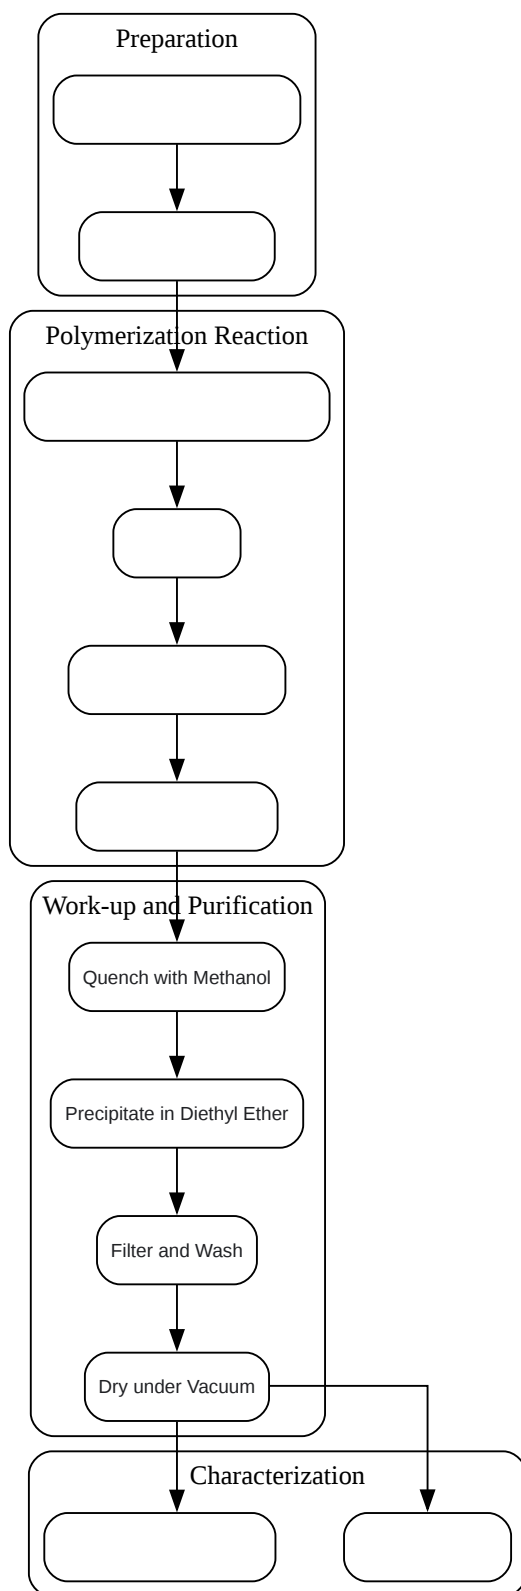 Preparation
Polymerization Reaction
Work-up and Purification
Quench with Methanol
Precipitate in Diethyl Ether
Filter and Wash
Dry under Vacuum
Characterization